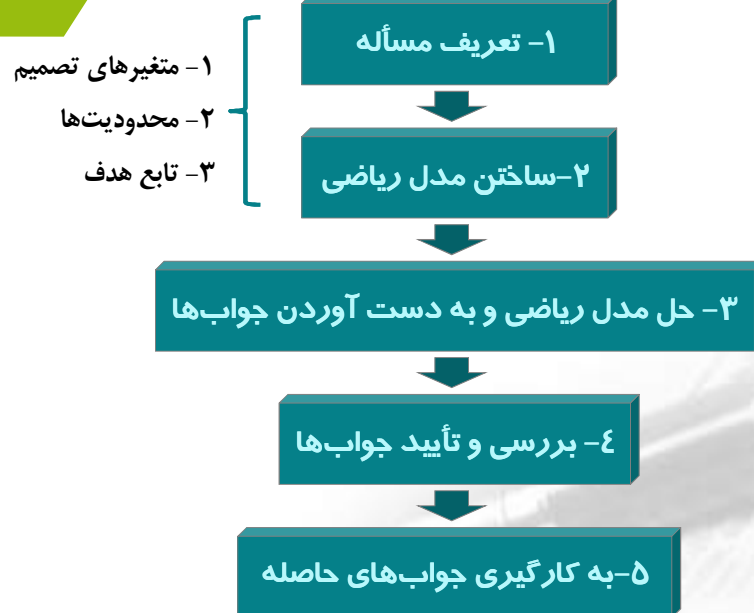 ۱- تعریف مسأله
۱- متغیرهای تصمیم
۲- محدودیت‌ها
۳- تابع هدف
۲-ساختن مدل ریاضی
۳- حل مدل ریاضی و به دست آوردن جواب‌ها
٤- بررسی و تأیید جواب‌ها
۵-به کارگیری جواب‌های حاصله